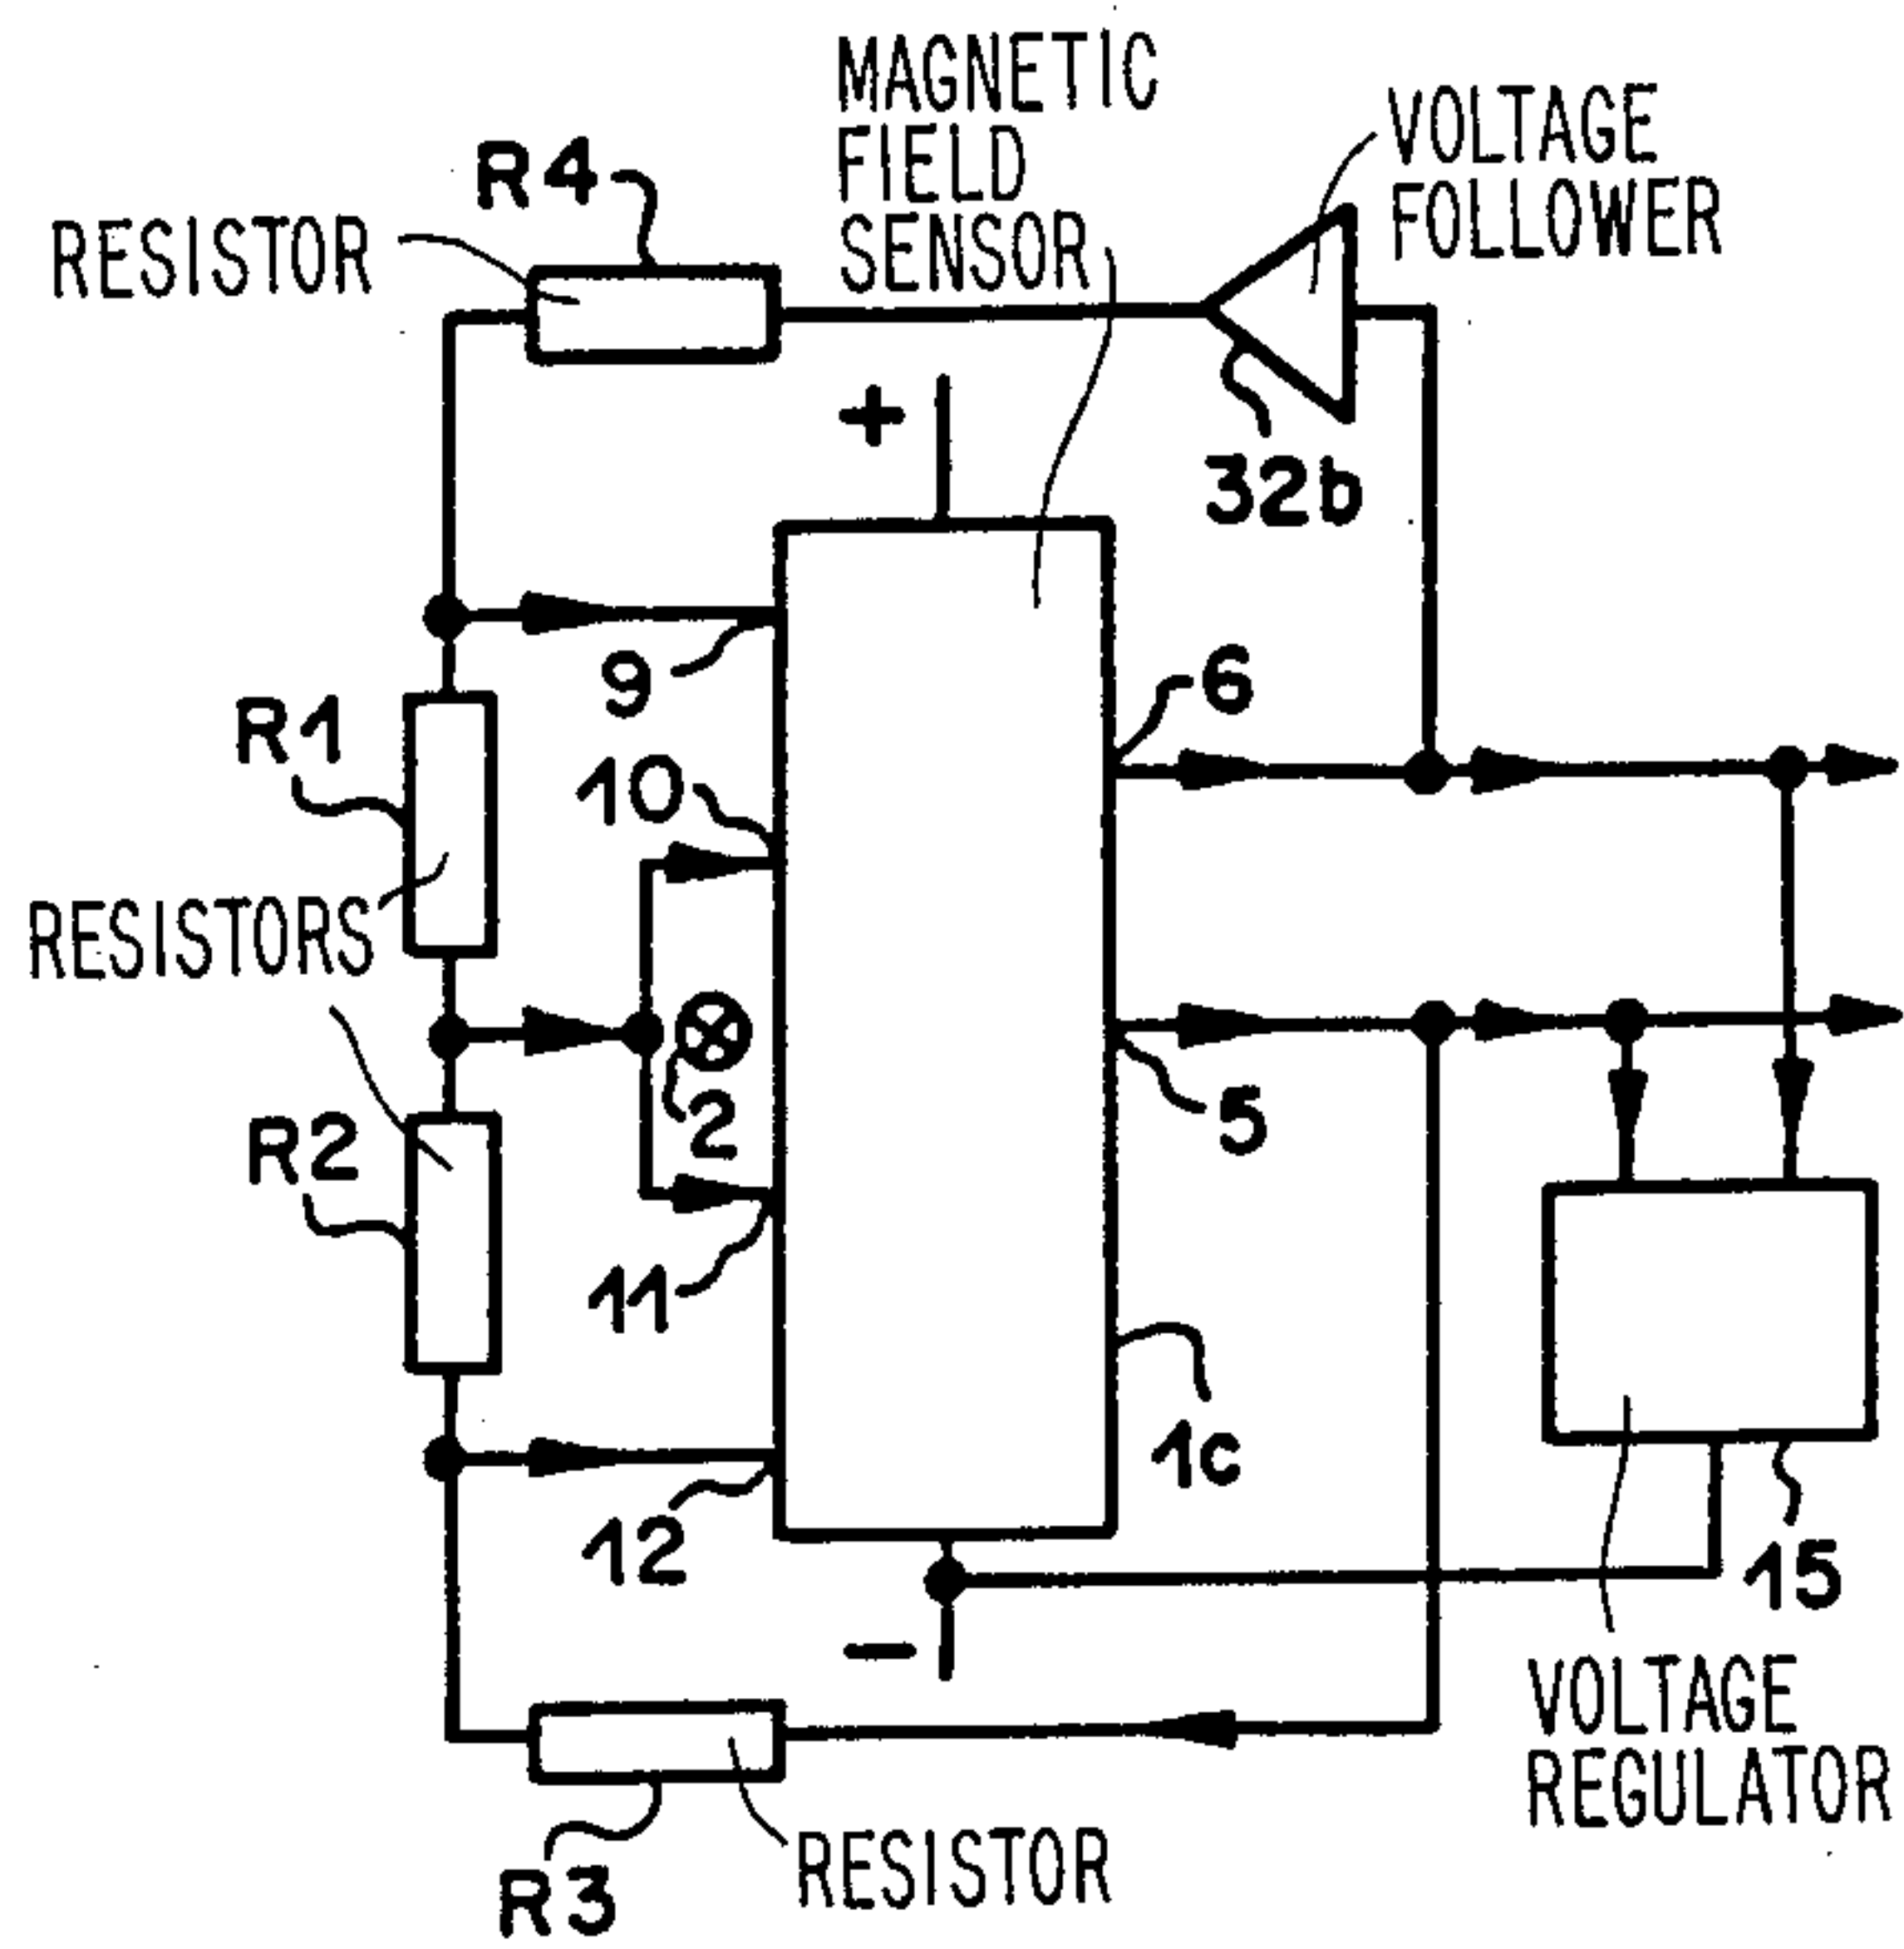 MAGNETIC
FIELD
SENSOR
VOLTAGE
FOLLOWER
R4
RESISTOR
+
32b
9
6
R1
10
RESISTORS
2
5
R2
11
1c
12
15
−
VOLTAGE
REGULATOR
RESISTOR
R3